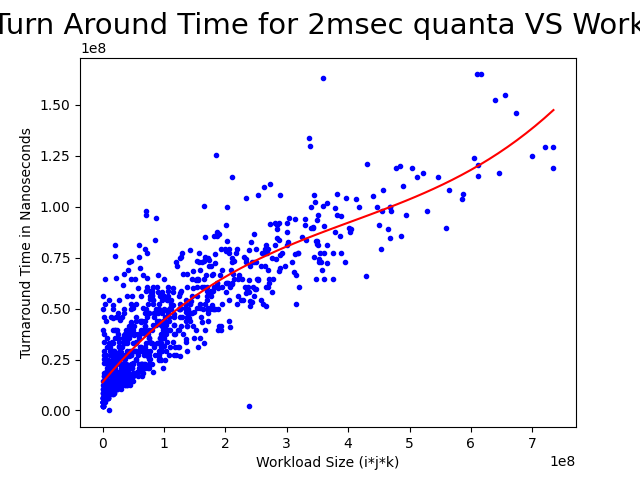 Turn Around Time for 2msec quanta VS Work
1e8
1.50
1.25
1.00
0.75
0.50
0.25
0.00
Turnaround Time in Nanoseconds
0 1 2 3 4 5 6 7
Workload Size (i*j*k)
1e8